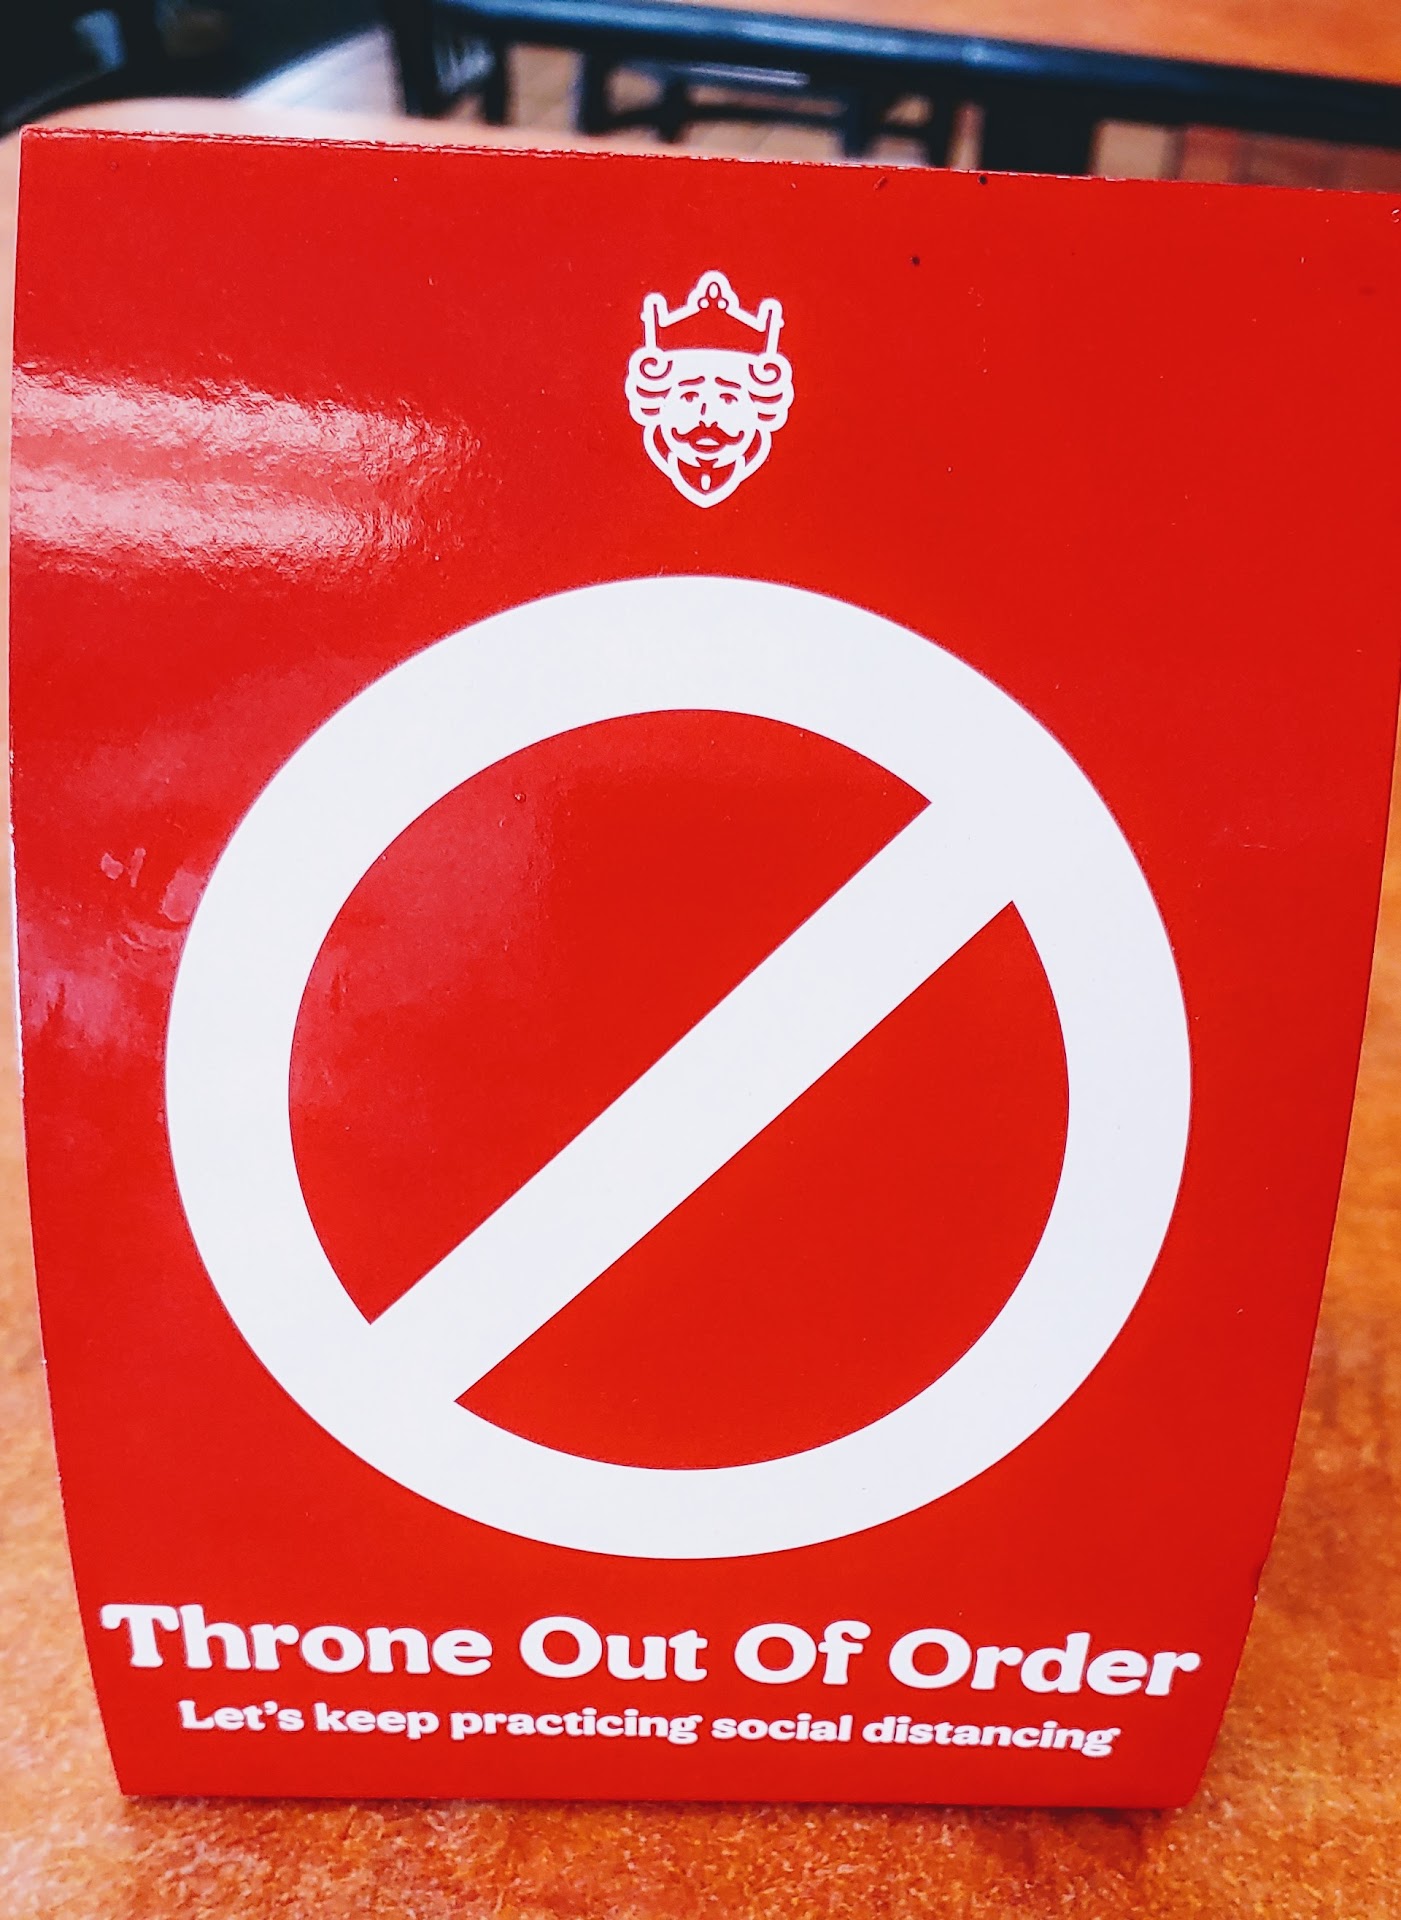 Throne Out Of Order
Let's keep practicing social distancing